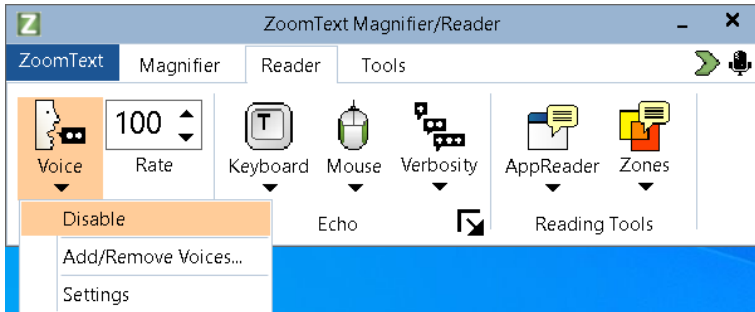 Z ZoomText Magnifier/Reader
ZoomText Magnifier Reader Tools
100
T
Voice Rate Keyboard Mouse Verbosity AppReader Zones
Disable
Echo Reading Tools
Add/Remove Voices...
Settings